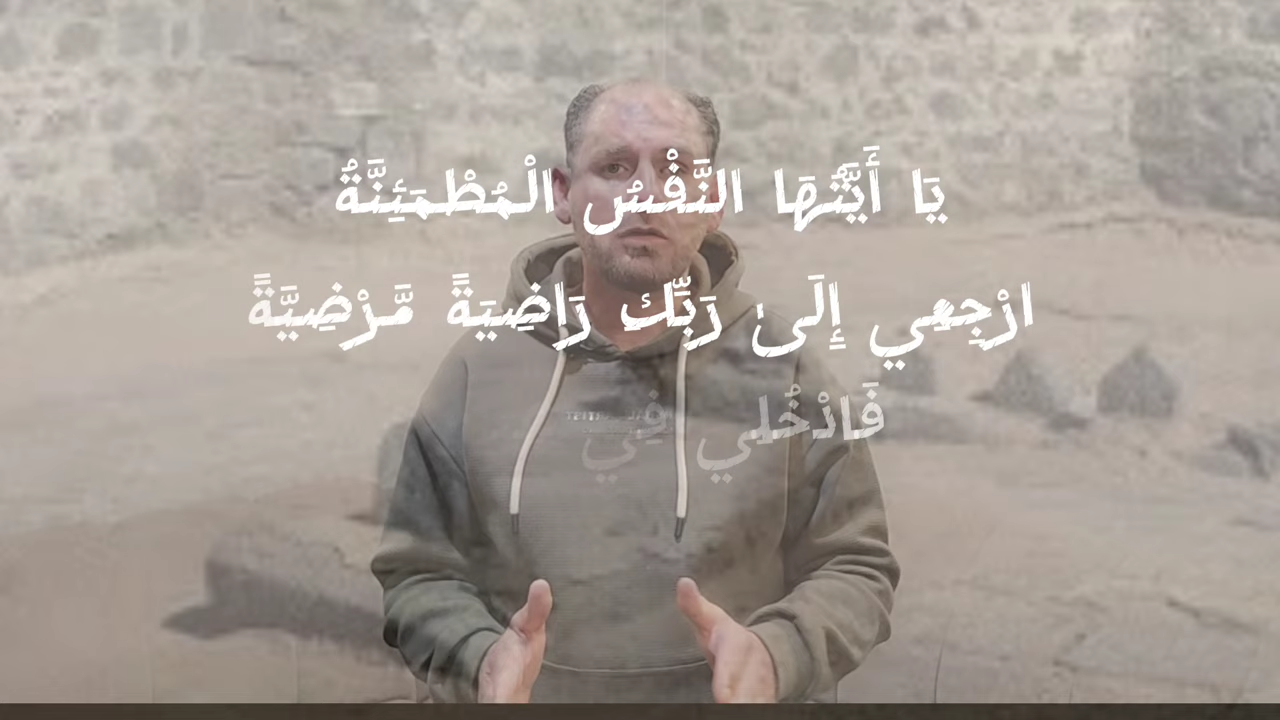 يَا أَيَّتُهَا النَّفْسُ الْمُطْمَئِنَّةُ
ارْجِعِي إِلَىٰ رَبِّكِ رَاضِيَةً مَّرْضِيَّةً
فَادْخُلِي فِي